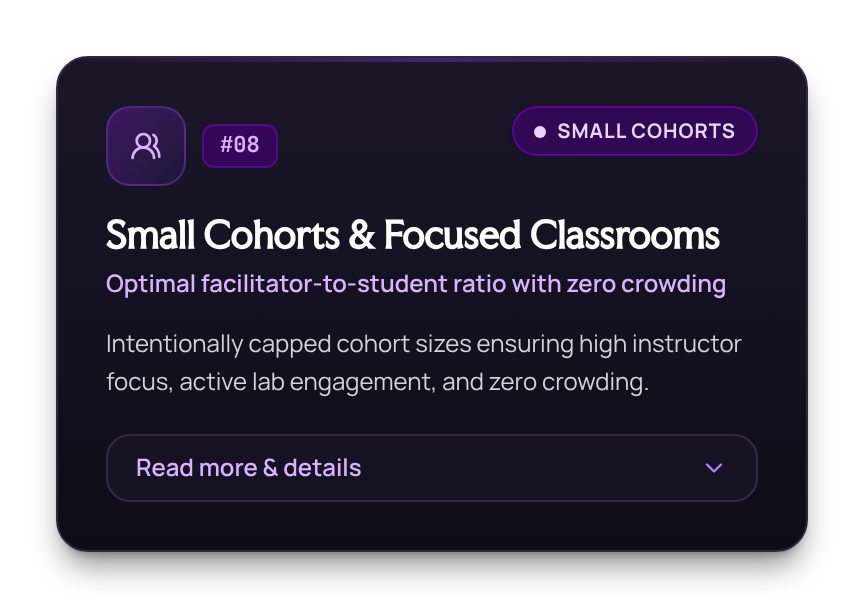 #08
SMALL COHORTS
Small Cohorts & Focused Classrooms
Optimal facilitator-to-student ratio with zero crowding
Intentionally capped cohort sizes ensuring high instructor
focus, active lab engagement, and zero crowding.
Read more & details